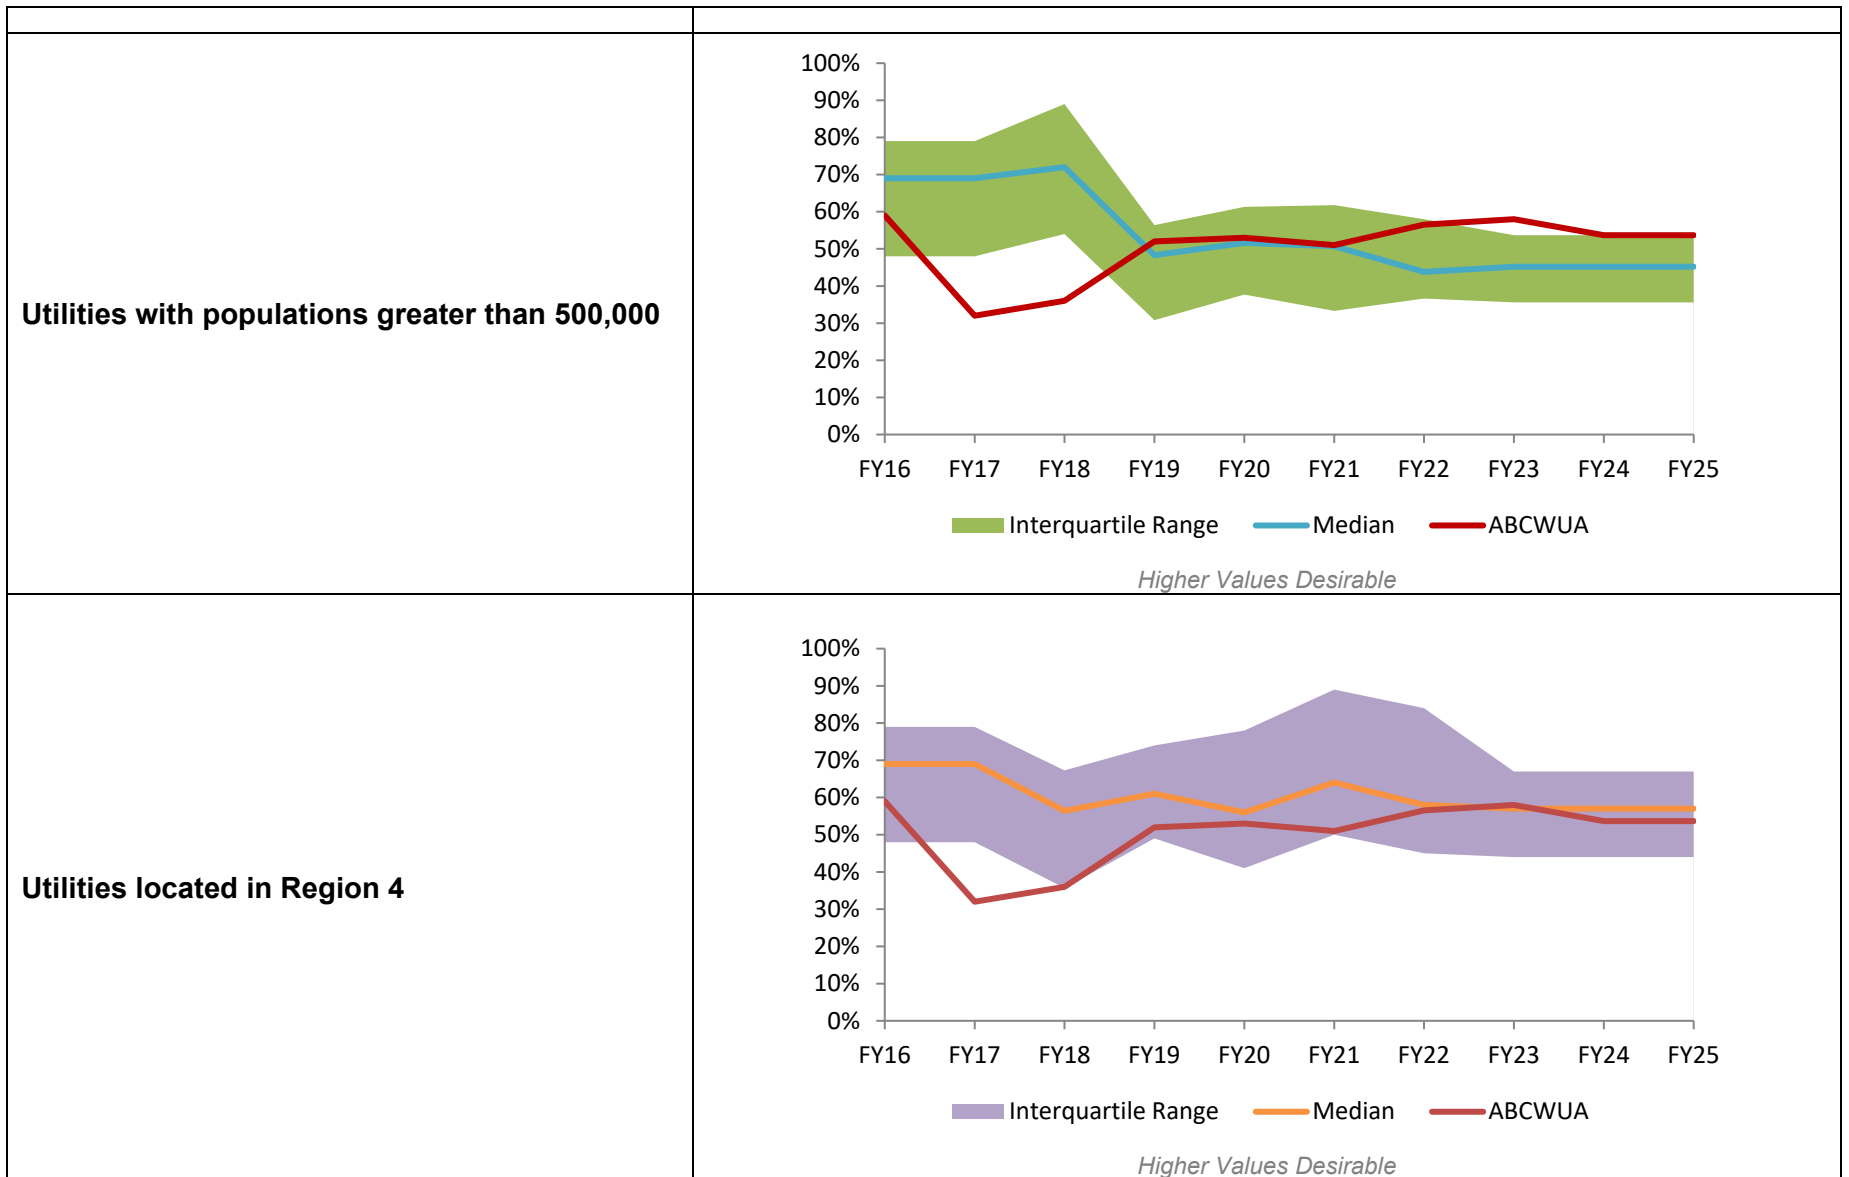 Utilities with populations greater than 500,000
100%
90%
80%
70%
60%
50%
40%
30%
20%
10%
0%
FY16 FY17 FY18 FY19 FY20 FY21 FY22 FY23 FY24 FY25
Interquartile Range Median ABCWUA
Higher Values Desirable
Utilities located in Region 4
100%
90%
80%
70%
60%
50%
40%
30%
20%
10%
0%
FY16 FY17 FY18 FY19 FY20 FY21 FY22 FY23 FY24 FY25
Interquartile Range Median ABCWUA
Higher Values Desirable